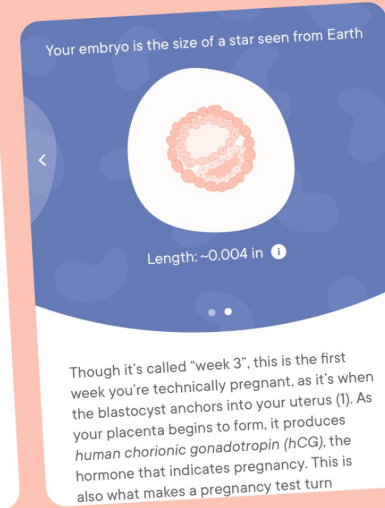 Your embryo is the size of a star seen from Earth
Length: ~0.004 in i
Though it's called "week 3", this is the first
week you're technically pregnant, as it's when
the blastocyst anchors into your uterus (1). As
your placenta begins to form, it produces
human chorionic gonadotropin (hCG), the
hormone that indicates pregnancy. This is
also what makes a pregnancy test turn